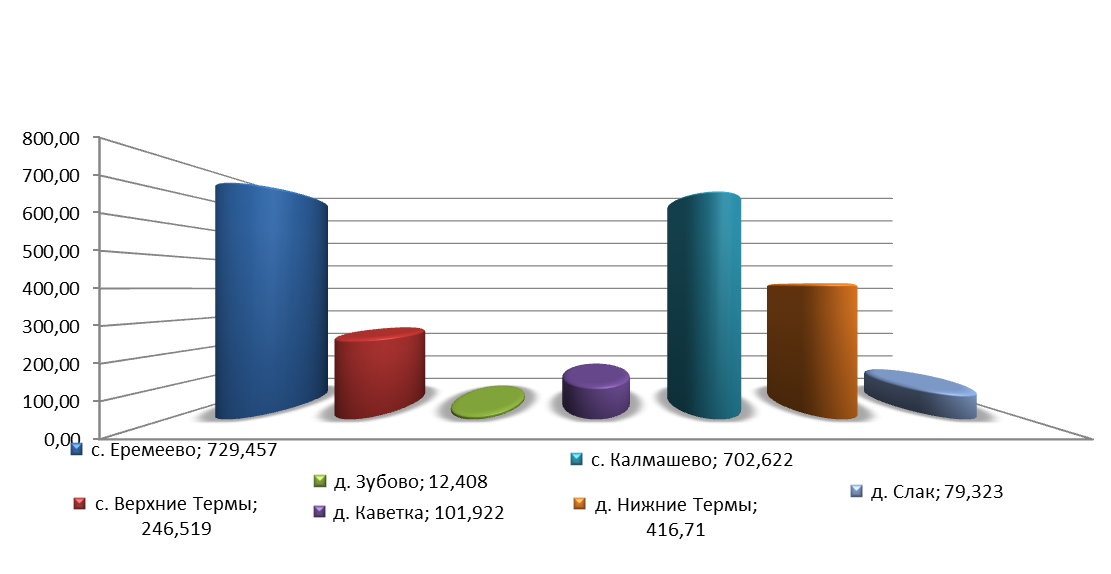 800,00
700,00
600,00
500,00
400,00
300,00
200,00
100,00
0,00
с. Еремеево; 729,457
с. Верхние Термы;
246,519
д. Зубово; 12,408
д. Каветка; 101,922
с. Калмашево; 702,622
д. Нижние Термы;
416,71
д. Слак; 79,323